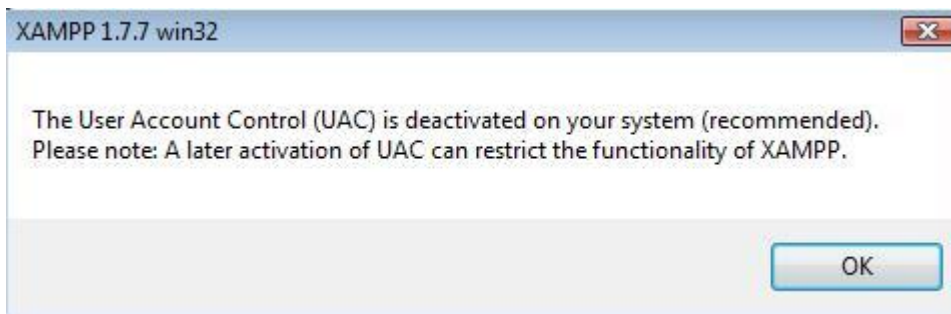 XAMPP 1.7.7 win32
The User Account Control (UAC) is deactivated on your system (recommended).
Please note: A later activation of UAC can restrict the functionality of XAMPP.
OK